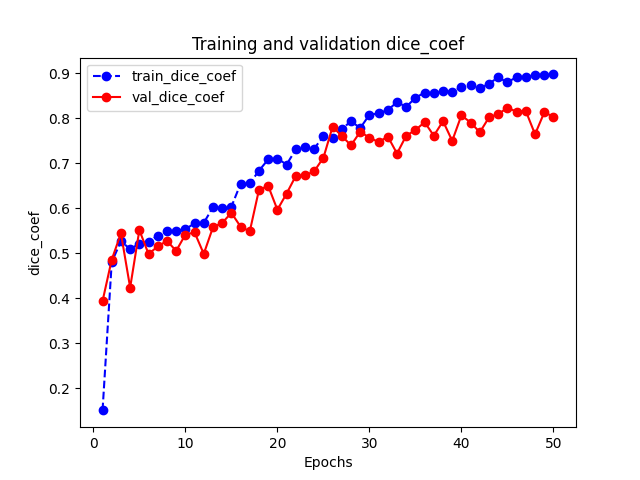 Training and validation dice_coef
train_dice_coef
val_dice_coef
0.9
0.8
0.7
0.6
0.5
0.4
0.3
0.2
dice_coef
0 10 20 30 40 50
Epochs